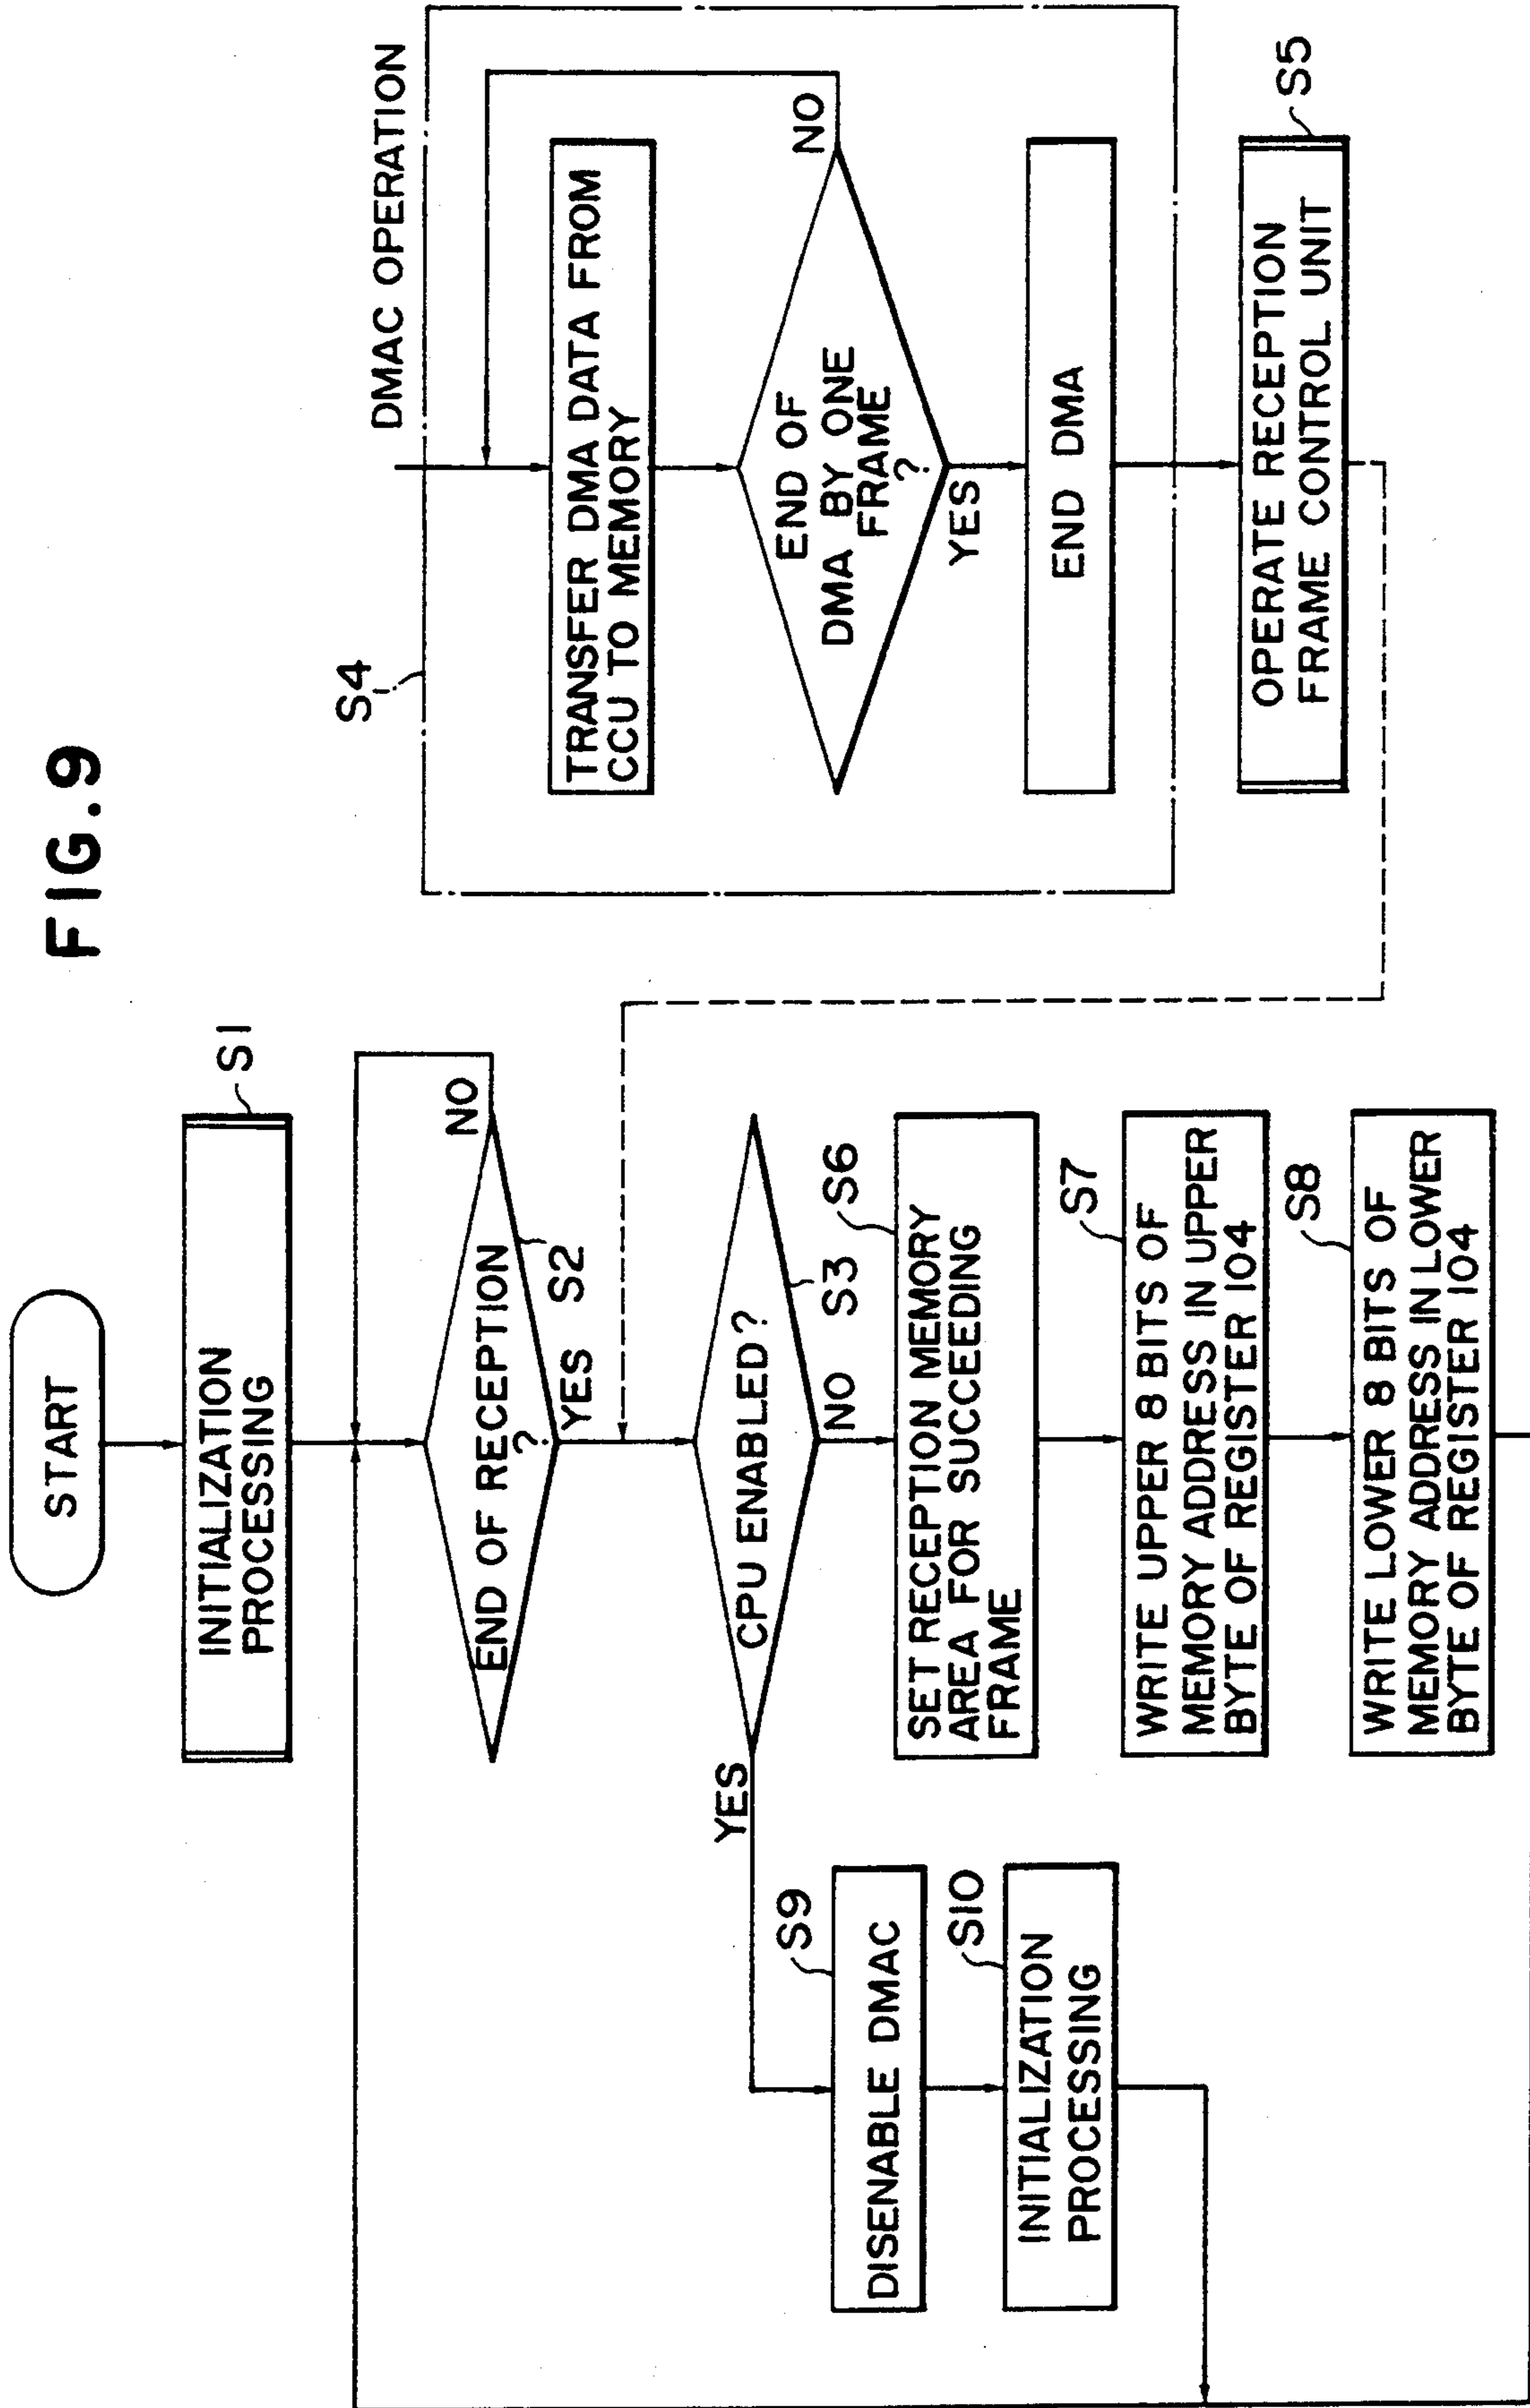 FIG.9
START
INITIALIZATION
PROCESSING
S1
END OF RECEPTION
?
NO
YES
S2
CPU ENABLED?
YES
NO
S3
SET RECEPTION MEMORY
AREA FOR SUCCEEDING
FRAME
S6
WRITE UPPER 8 BITS OF
MEMORY ADDRESS IN UPPER
BYTE OF REGISTER 104
S7
WRITE LOWER 8 BITS OF
MEMORY ADDRESS IN LOWER
BYTE OF REGISTER 104
S8
S9
DISENABLE DMAC
S10
INITIALIZATION
PROCESSING
DMAC OPERATION
S4
TRANSFER DMA DATA FROM
CCU TO MEMORY
END OF
DMA BY ONE
FRAME
?
NO
YES
END DMA
OPERATE RECEPTION
FRAME CONTROL UNIT
S5